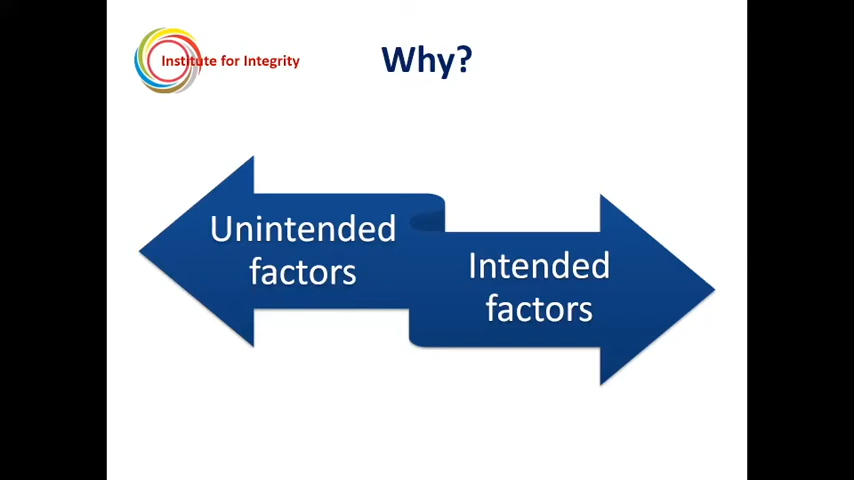 Institute for Integrity
Why?
Unintended
factors
Intended
factors